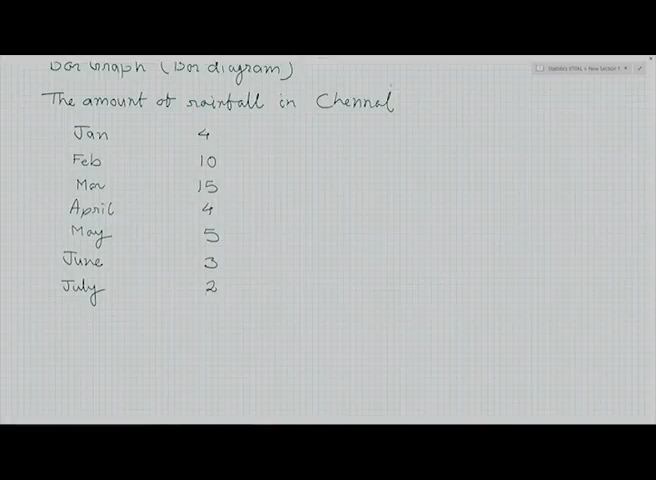 Bar Graph (Bar diagram)
The amount of rainfall in Chennai
Jan 4
Feb 10
Mar 15
April 4
May 5
June 3
July 2